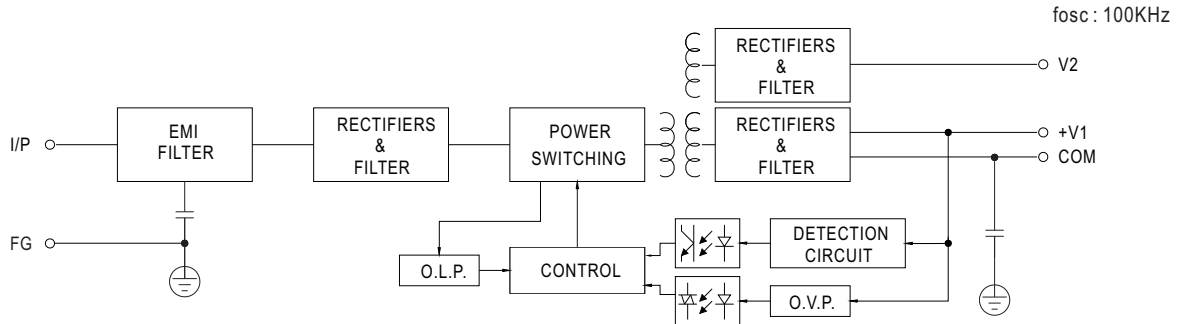 fosc : 100KHz
RECTIFIERS
&
FILTER
V2
I/P
EMI
FILTER
RECTIFIERS
&
FILTER
POWER
SWITCHING
RECTIFIERS
&
FILTER
+V1
COM
FG
O.L.P.
CONTROL
DETECTION
CIRCUIT
O.V.P.